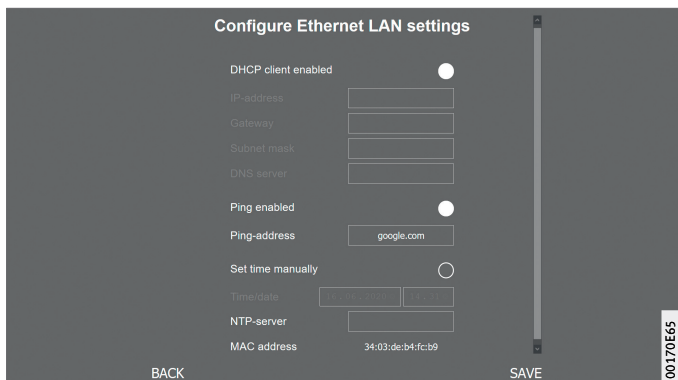 Configure Ethernet LAN settings
DHCP client enabled
IP-address
Gateway
Subnet mask
DNS server
Ping enabled
Ping-address google.com
Set time manually
Time/date
NTP-server
MAC address 34:03:de:b4:fc:b9
BACK SAVE
00170E65